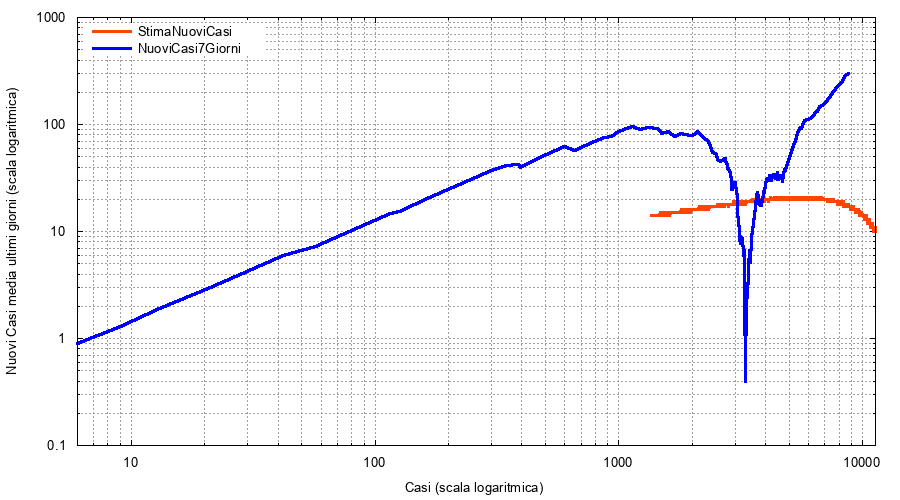 1000
StimaNuoviCasi
NuoviCasi7Giorni
100
10
1
0.1
Nuovi Casi media ultimi giorni (scala logaritmica)
10
100
1000
10000
Casi (scala logaritmica)